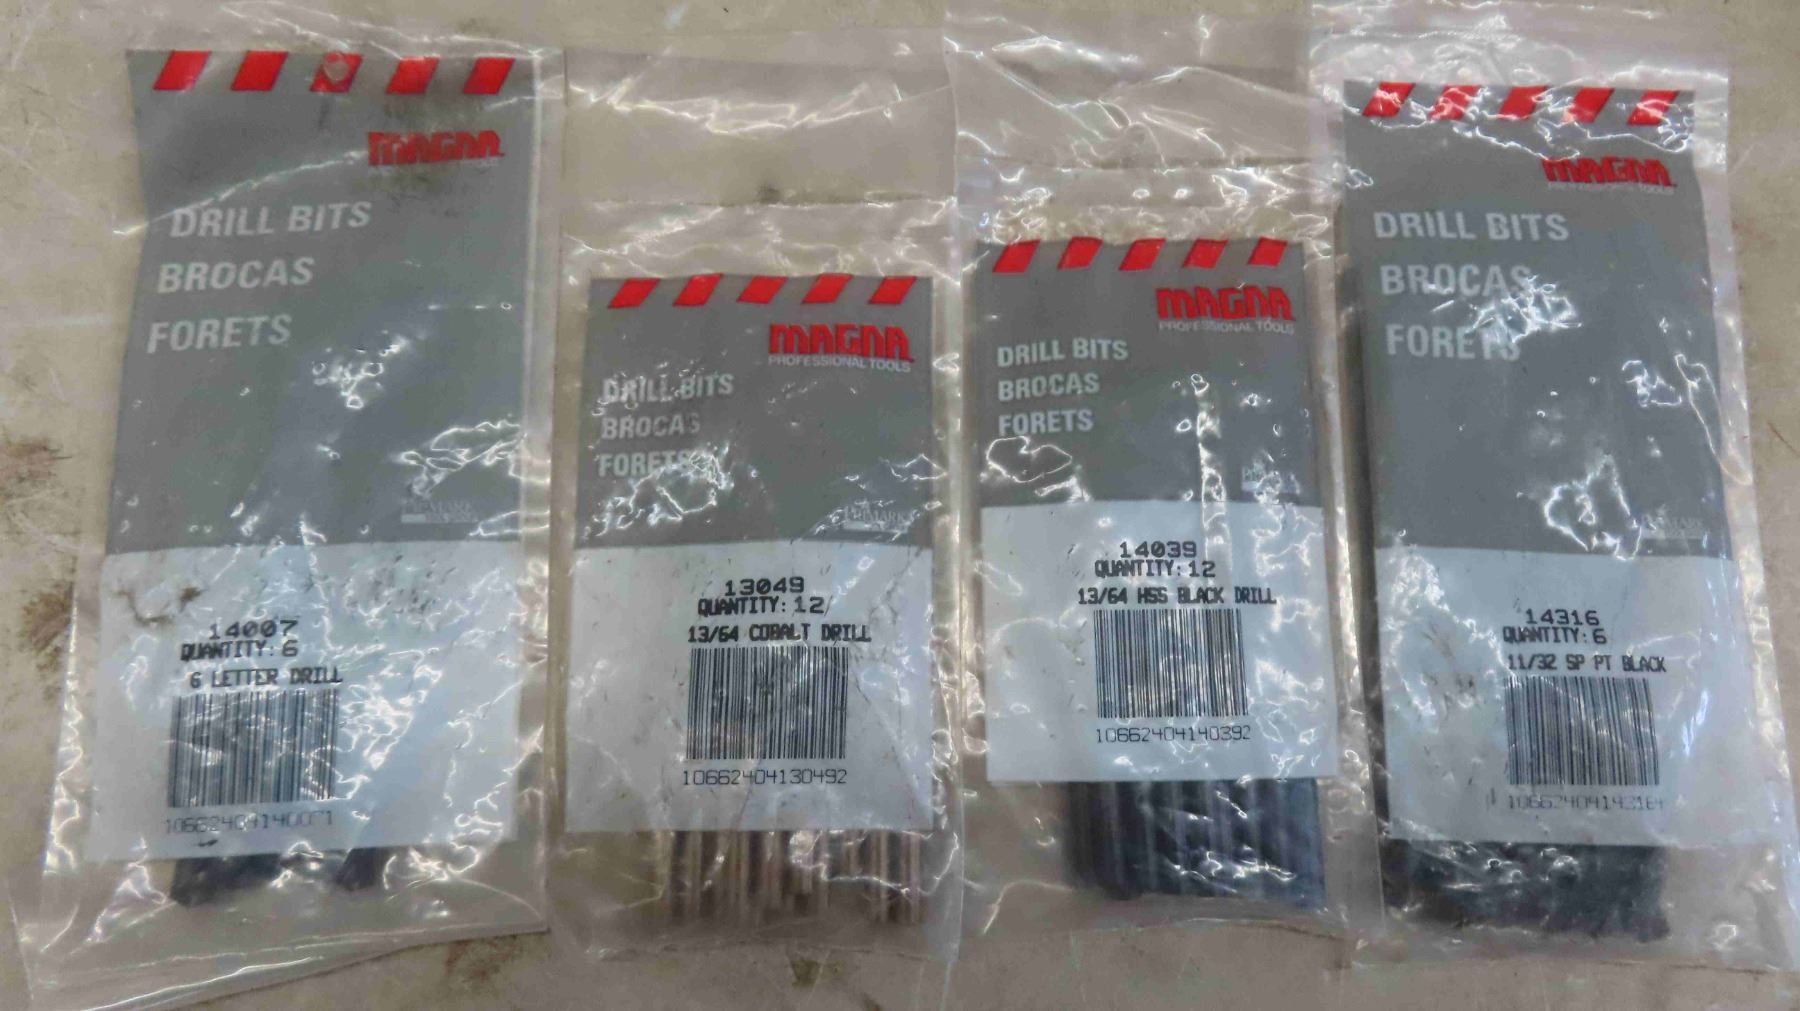 MAGNA
DRILL BITS
BROCAS
FORETS
14007
QUANTITY: 6
G LETTER DRILL
MAGNA
PROFESSIONAL TOOLS
DRILL BITS
BROCAS
FORETS
PRIMARK
13049
QUANTITY: 12
13/64 COBALT DRILL
10662404130492
MAGNA
PROFESSIONAL TOOLS
DRILL BITS
BROCAS
FORETS
14039
QUANTITY: 12
13/64 HSS BLACK DRILL
10662404140392
MAGNA
DRILL BITS
BROCAS
FORETS
14316
QUANTITY: 6
11/32 SP PT BLACK